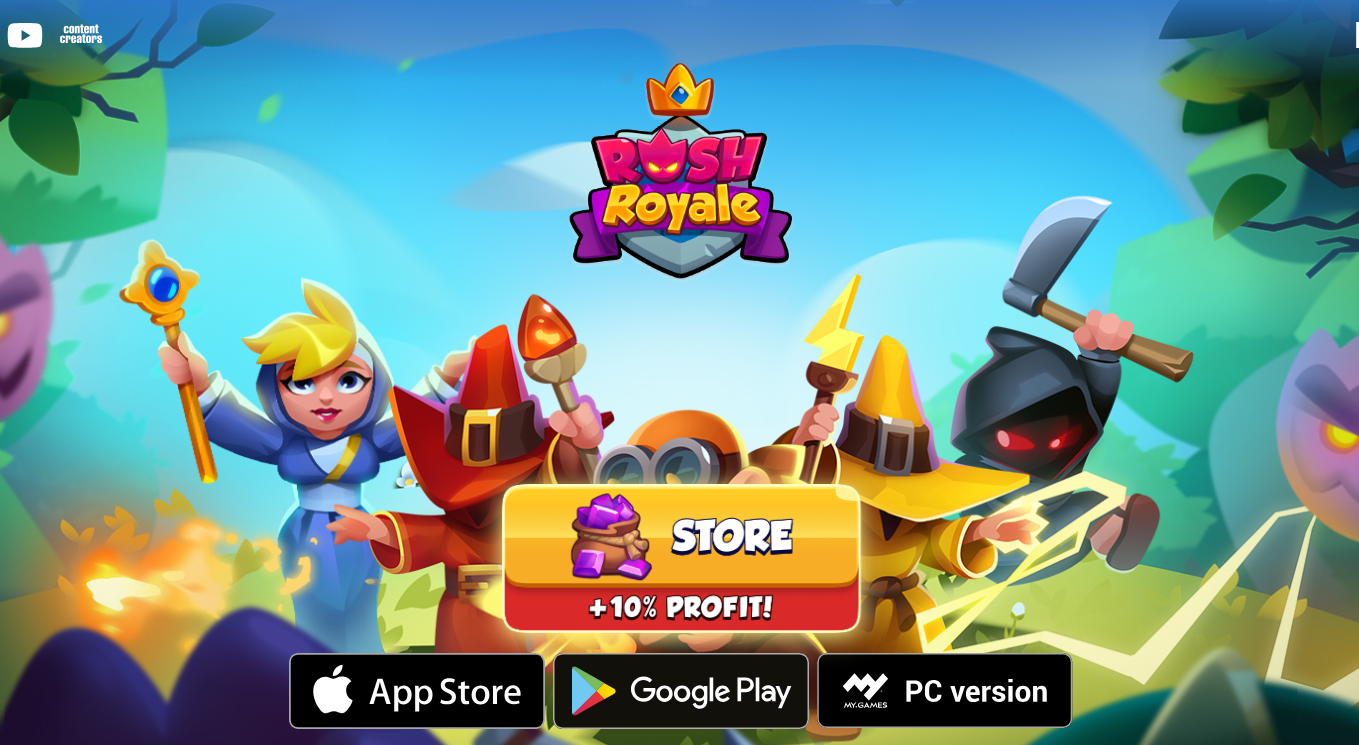 content
creators
RUSH
Royale
STORE
+10% PROFIT!
App Store
Google Play
MY.GAMES
PC version